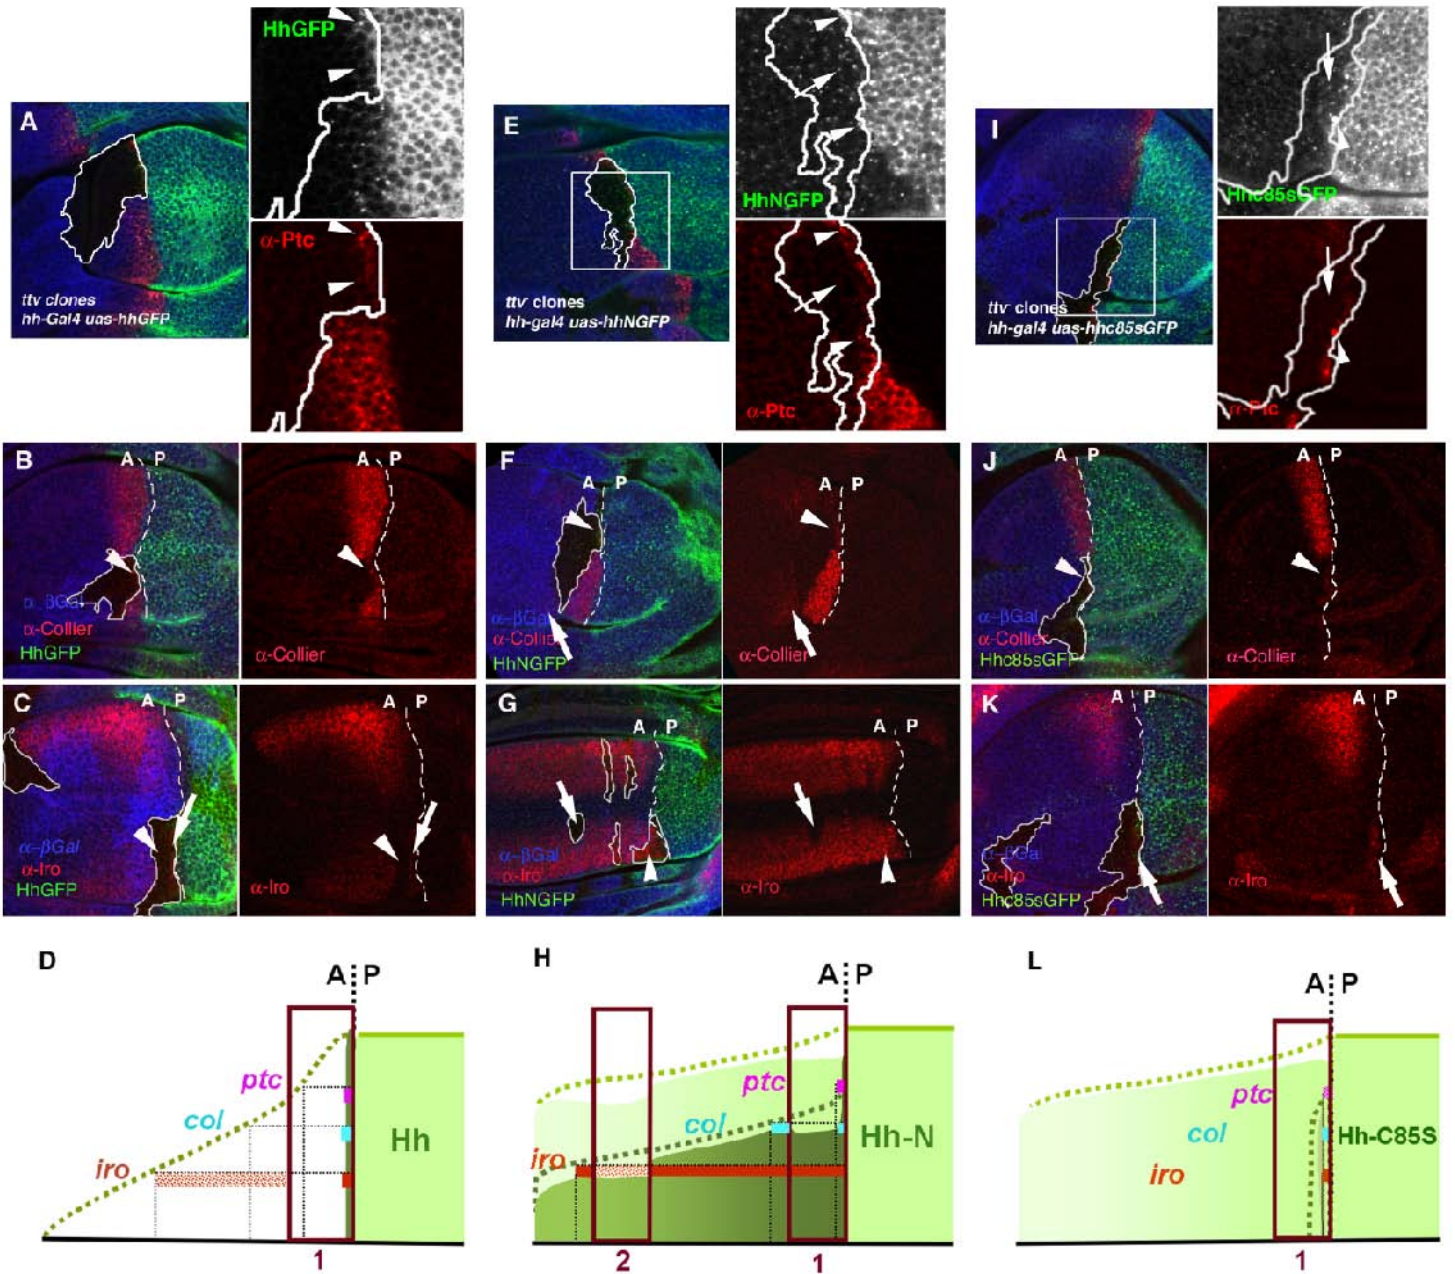 A
ttv clones
hh-Gal4 uas-hhGFP
HhGFP
α-Ptc
E
ttv clones
hh-gal4 uas-hhNGFP
HhNGFP
α-Ptc
I
ttv clones
hh-gal4 uas-hhc85sGFP
Hhc85sGFP
α-Ptc
B
A P
α-βGal
α-Collier
HhGFP
A P
α-Collier
F
A P
α-βGal
α-Collier
HhNGFP
A P
α-Collier
J
A P
α-βGal
α-Collier
Hhc85sGFP
A P
α-Collier
C
A P
α-βGal
α-Iro
HhGFP
A P
α-Iro
G
A P
α-βGal
α-Iro
HhNGFP
A P
α-Iro
K
A P
α-βGal
α-Iro
Hhc85sGFP
A P
α-Iro
D
A P
ptc
col
Hh
iro
1
H
A P
ptc
col
Hh-N
iro
2
1
L
A P
ptc
col
Hh-C85S
iro
1